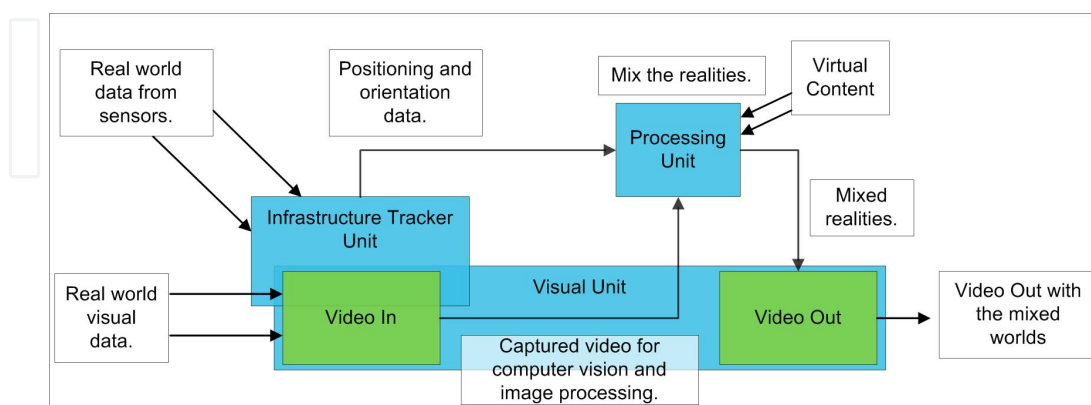 Real world
data from
sensors.
Positioning and
orientation
data.
Mix the realities.
Virtual
Content
Processing
Unit
Infrastructure Tracker
Unit
Mixed
realities.
Real world
visual
data.
Video In
Visual Unit
Video Out
Video Out with
the mixed
worlds
Captured video for
computer vision and
image processing.